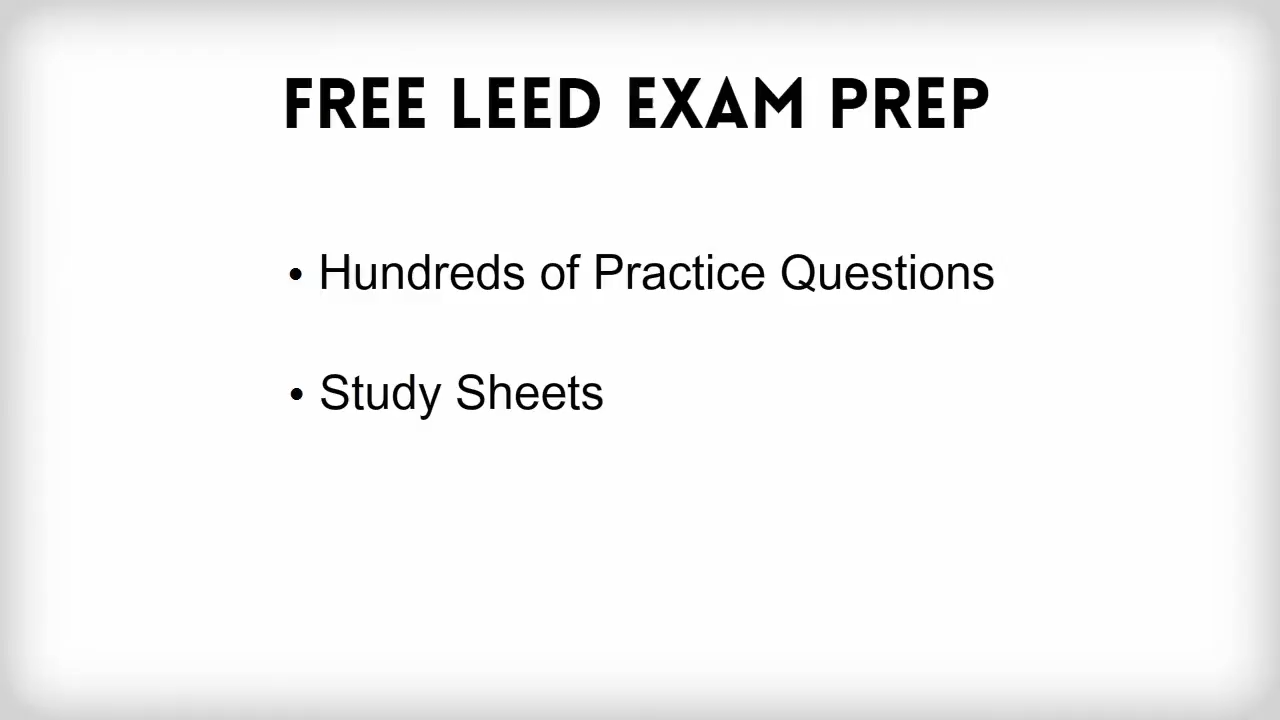 FREE LEED EXAM PREP
• Hundreds of Practice Questions
• Study Sheets